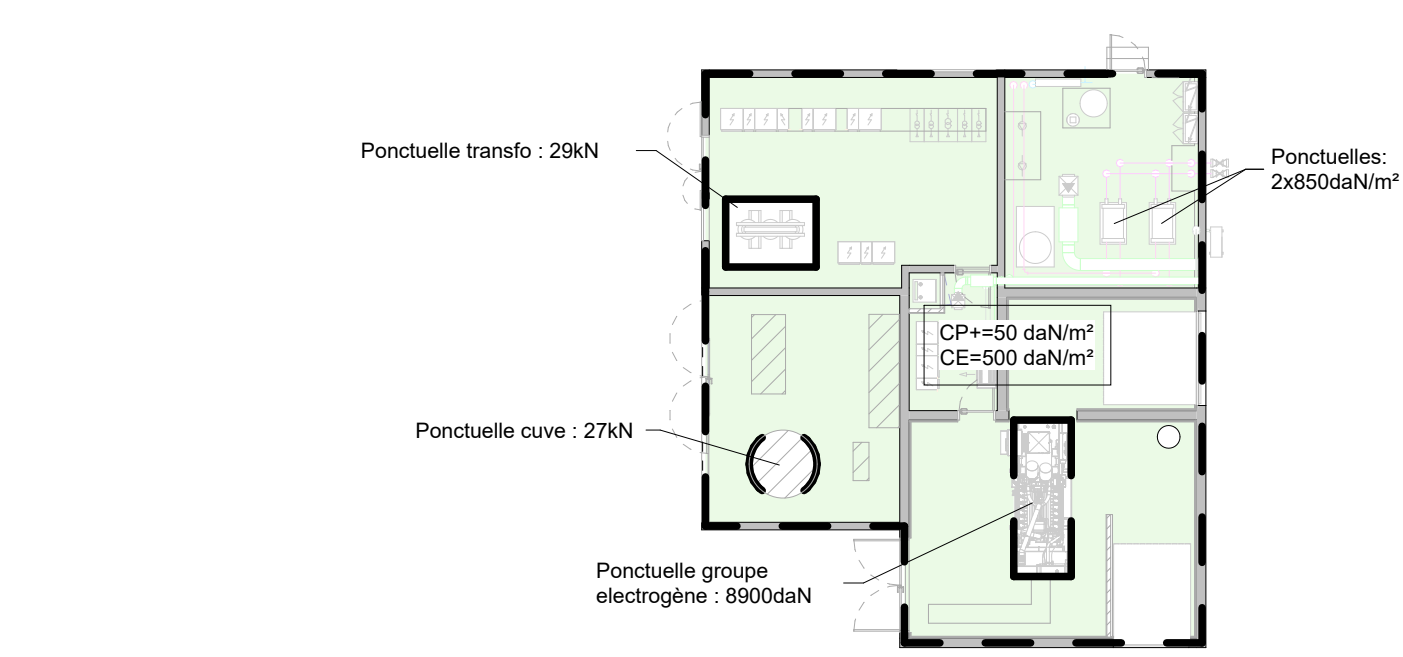 Ponctuelle transfo : 29kN
Ponctuelles:
2x850daN/m²
CP+=50 daN/m²
CE=500 daN/m²
Ponctuelle cuve : 27kN
Ponctuelle groupe
electrogène : 8900daN